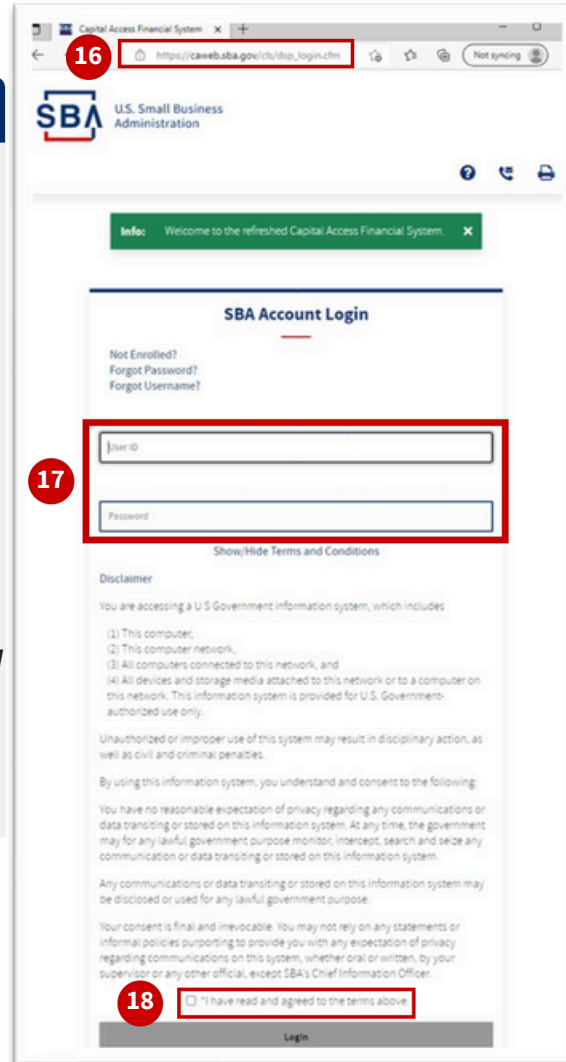 Capital Access Financial System
16
https://caweb.sba.gov/cls/dsp_login.cfm
Not syncing
SBA
U.S. Small Business
Administration
Info: Welcome to the refreshed Capital Access Financial System.
SBA Account Login
Not Enrolled?
Forgot Password?
Forgot Username?
17
User ID
Password
Show/Hide Terms and Conditions
Disclaimer
You are accessing a U S Government information system, which includes
(1) This computer,
(2) This computer network,
(3) All computers connected to this network, and
(4) All devices and storage media attached to this network or to a computer on
this network. This information system is provided for U.S. Government-
authorized use only.
Unauthorized or improper use of this system may result in disciplinary action, as
well as civil and criminal penalties.
By using this information system, you understand and consent to the following:
You have no reasonable expectation of privacy regarding any communications or
data transiting or stored on this information system. At any time, the government
may for any lawful government purpose monitor, intercept, search and seize any
communication or data transiting or stored on this information system.
Any communications or data transiting or stored on this information system may
be disclosed or used for any lawful government purpose.
Your consent is final and irrevocable. You may not rely on any statements or
informal policies purporting to provide you with any expectation of privacy
regarding communications on this system, whether oral or written, by your
supervisor or any other official, except SBA's Chief Information Officer.
18
*I have read and agreed to the terms above.
Login